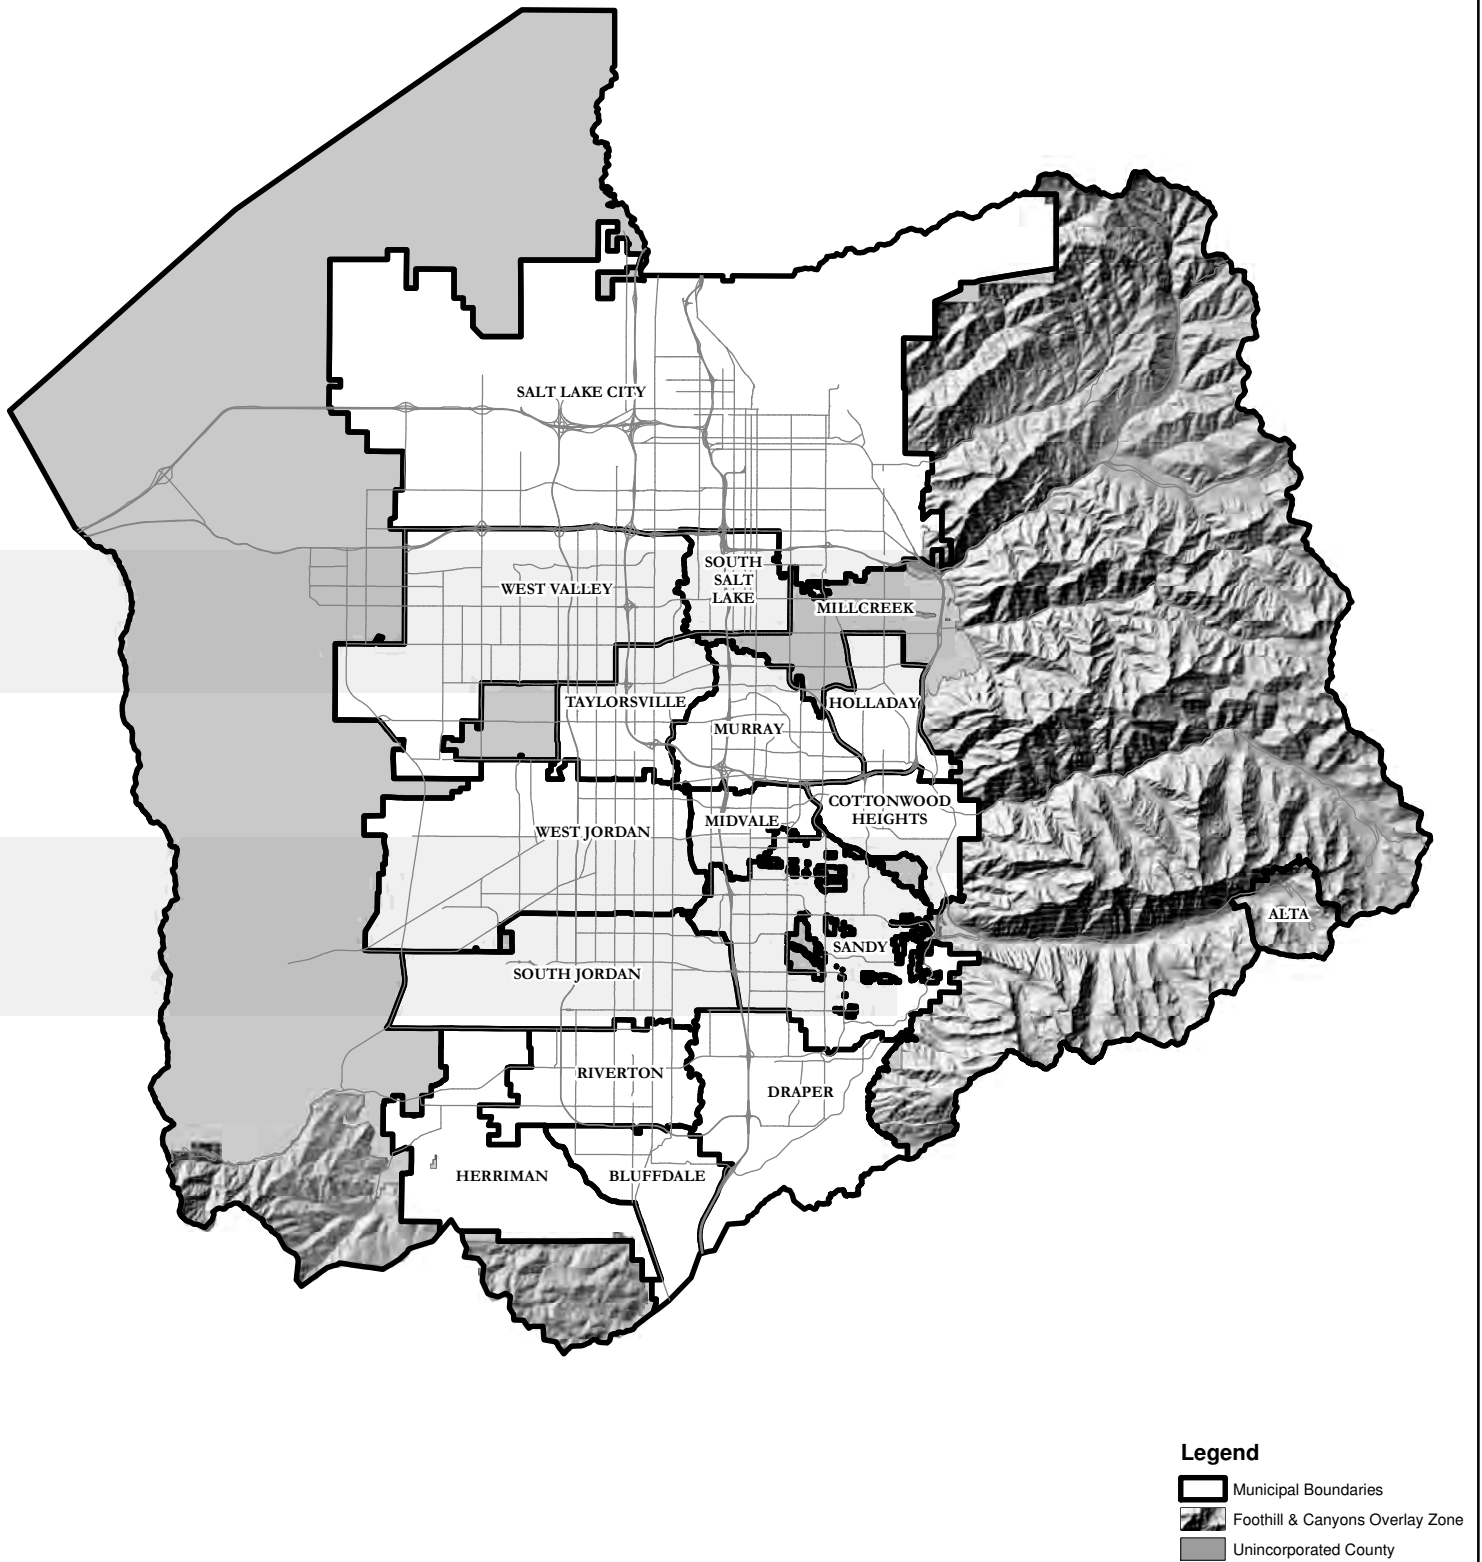 SALT LAKE CITY
WEST VALLEY
SOUTH
SALT
LAKE
MILLCREEK
TAYLORSVILLE
HOLLADAY
MURRAY
COTTONWOOD
HEIGHTS
MIDVALE
WEST JORDAN
ALTA
SANDY
SOUTH JORDAN
RIVERTON
DRAPER
HERRIMAN
BLUFFDALE
Legend
Municipal Boundaries
Foothill & Canyons Overlay Zone
Unincorporated County